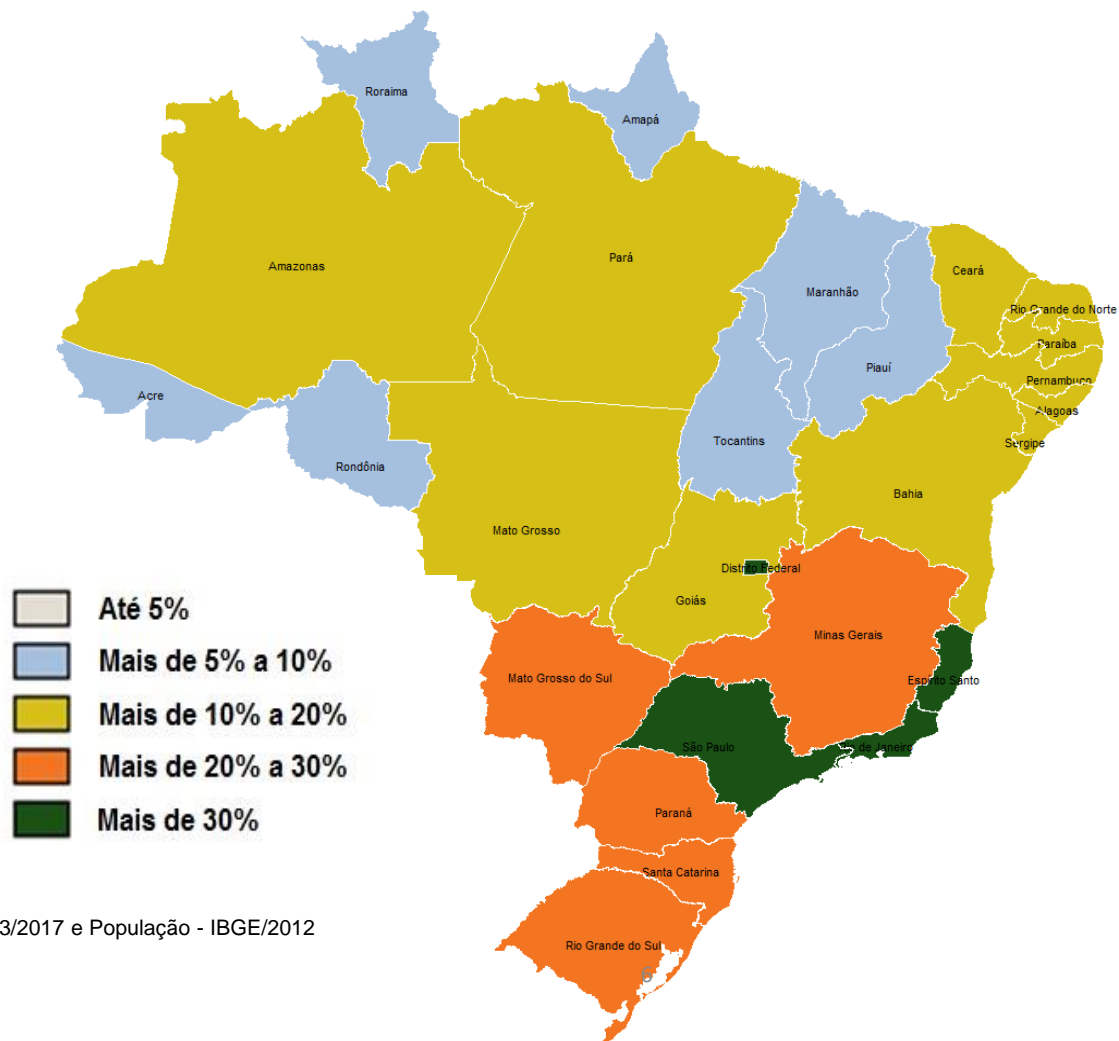 Roraima
Amapá
Amazonas
Pará
Maranhão
Ceará
Rio Grande do Norte
Paraíba
Piauí
Pernambuco
Alagoas
Acre
Tocantins
Sergipe
Rondônia
Bahia
Mato Grosso
Distrito Federal
Goiás
Minas Gerais
Mato Grosso do Sul
Espírito Santo
São Paulo
de Janeiro
Paraná
Santa Catarina
Rio Grande do Sul
6
Até 5%
Mais de 5% a 10%
Mais de 10% a 20%
Mais de 20% a 30%
Mais de 30%
3/2017 e População - IBGE/2012